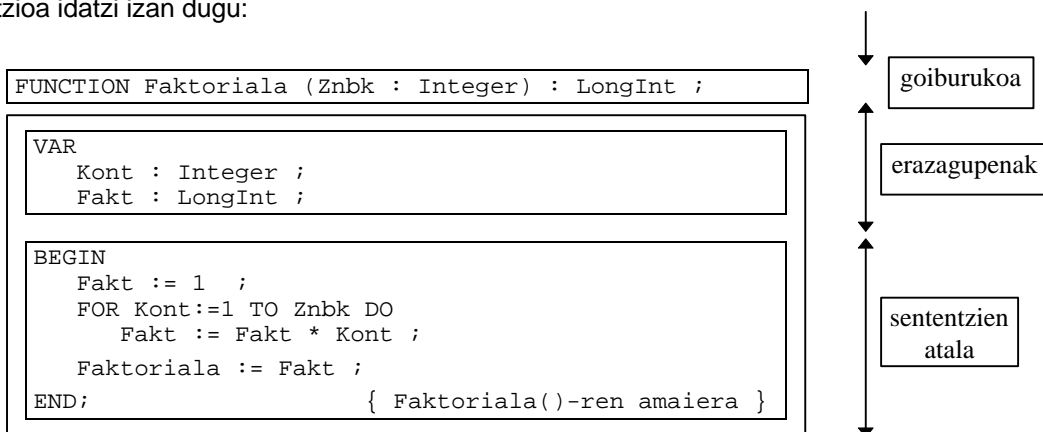 idatzi izan dugu:
FUNCTION Faktoriala (Znbk : Integer) : LongInt ;
goiburukoa
VAR
Kont : Integer ;
Fakt : LongInt ;
erazagupenak
BEGIN
Fakt := 1 ;
FOR Kont:=1 TO Znbk DO
Fakt := Fakt * Kont ;
Faktoriala := Fakt ;
END; { Faktoriala()-ren amaiera }
sententzien
atala